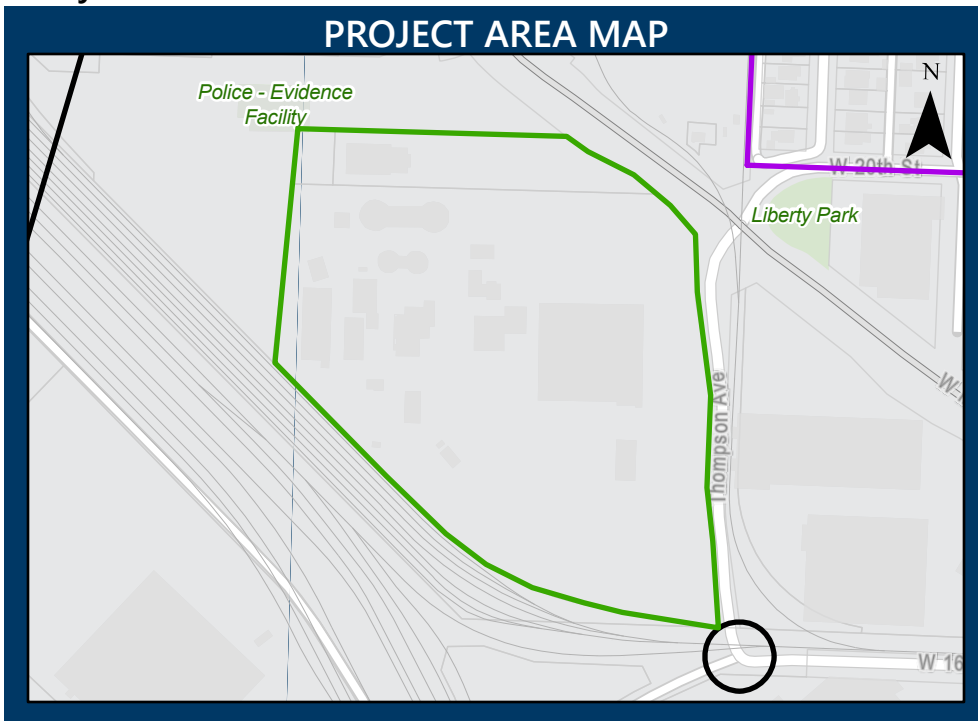 PROJECT AREA MAP
Police - Evidence
Facility
N
W 20th St
Liberty Park
Thompson Ave
W 16